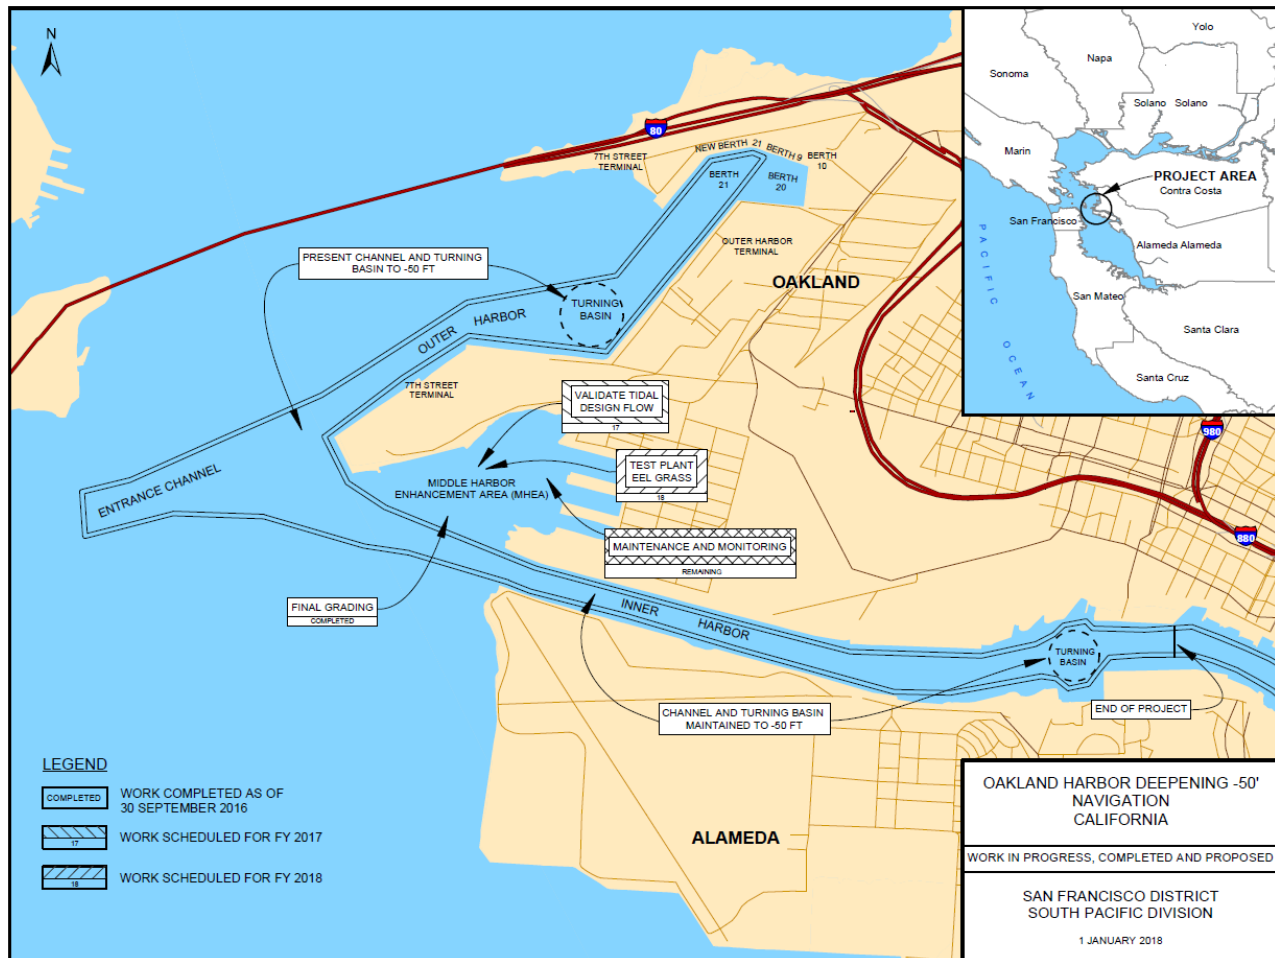 N
80
7TH STREET
TERMINAL
NEW BERTH 21
BERTH 9
BERTH
10
BERTH
21
BERTH
20
OUTER HARBOR
TERMINAL
OAKLAND
PRESENT CHANNEL AND TURNING
BASIN TO -50 FT
TURNING
BASIN
OUTER HARBOR
7TH STREET
TERMINAL
VALIDATE TIDAL
DESIGN FLOW
17
TEST PLANT
EEL GRASS
18
MIDDLE HARBOR
ENHANCEMENT AREA (MHEA)
ENTRANCE CHANNEL
MAINTENANCE AND MONITORING
REMAINING
FINAL GRADING
COMPLETED
INNER HARBOR
TURNING
BASIN
CHANNEL AND TURNING BASIN
MAINTAINED TO -50 FT
END OF PROJECT
980
880
ALAMEDA
Yolo
Napa
Sonoma
Solano Solano
Marin
PROJECT AREA
Contra Costa
San Francisco
Alameda Alameda
San Mateo
Santa Clara
Santa Cruz
PACIFIC OCEAN
LEGEND
COMPLETED
WORK COMPLETED AS OF
30 SEPTEMBER 2016
17
WORK SCHEDULED FOR FY 2017
18
WORK SCHEDULED FOR FY 2018
OAKLAND HARBOR DEEPENING -50'
NAVIGATION
CALIFORNIA
WORK IN PROGRESS, COMPLETED AND PROPOSED
SAN FRANCISCO DISTRICT
SOUTH PACIFIC DIVISION
1 JANUARY 2018